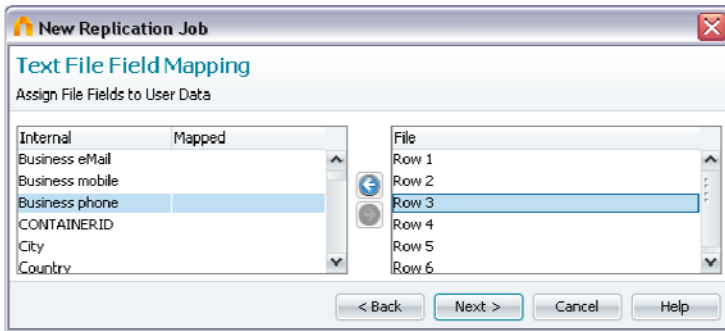 New Replication Job
Text File Field Mapping
Assign File Fields to User Data
Internal Mapped File
Business eMail Row 1
Business mobile Row 2
Business phone Row 3
CONTAINERID Row 4
City Row 5
Country Row 6
< Back Next > Cancel Help